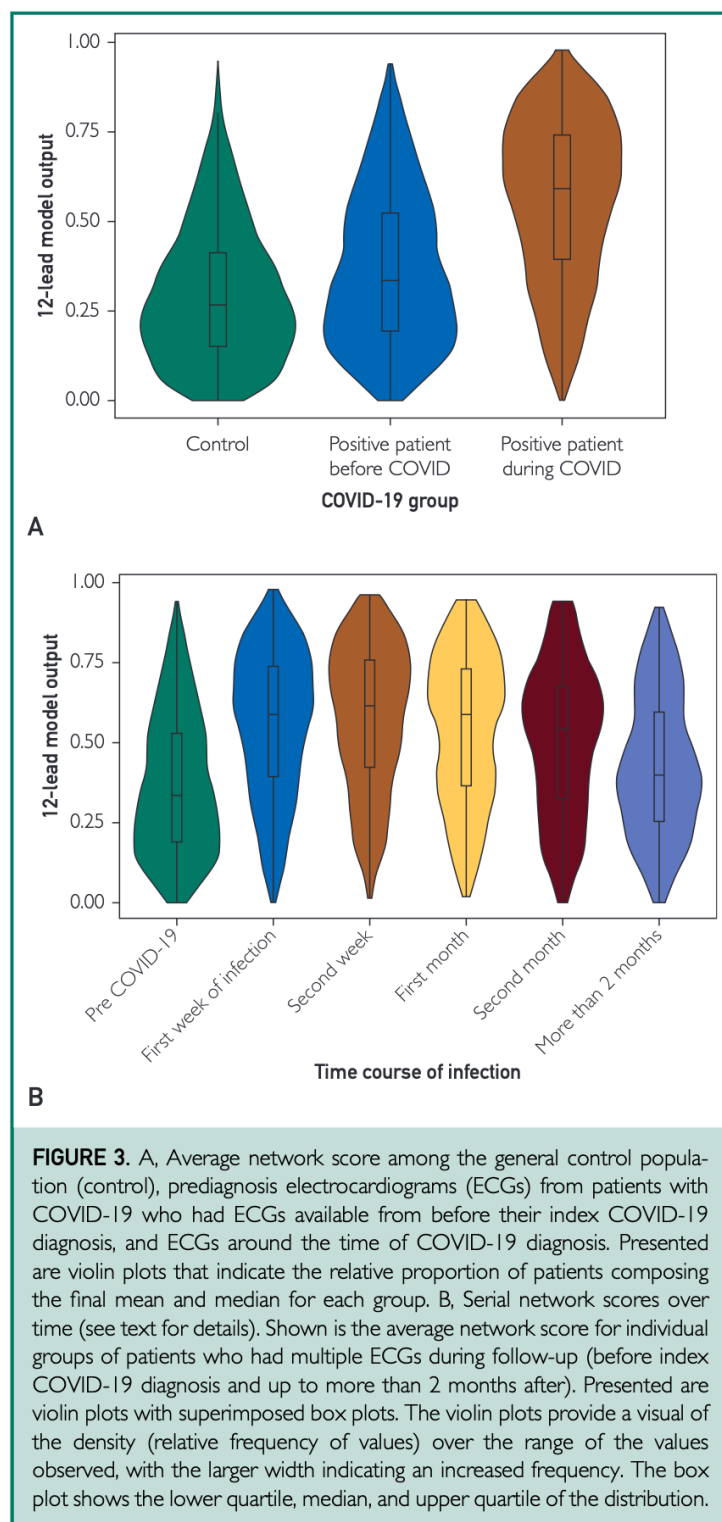 1.00
0.75
0.50
0.25
0.00
12-lead model output
Control
Positive patient
before COVID
Positive patient
during COVID
COVID-19 group
A
1.00
0.75
0.50
0.25
0.00
12-lead model output
Pre COVID-19
First week of infection
Second week
First month
Second month
More than 2 months
Time course of infection
B
FIGURE 3. A, Average network score among the general control popula-
tion (control), prediagnosis electrocardiograms (ECGs) from patients with
COVID-19 who had ECGs available from before their index COVID-19
diagnosis, and ECGs around the time of COVID-19 diagnosis. Presented
are violin plots that indicate the relative proportion of patients composing
the final mean and median for each group. B, Serial network scores over
time (see text for details). Shown is the average network score for individual
groups of patients who had multiple ECGs during follow-up (before index
COVID-19 diagnosis and up to more than 2 months after). Presented are
violin plots with superimposed box plots. The violin plots provide a visual of
the density (relative frequency of values) over the range of the values
observed, with the larger width indicating an increased frequency. The box
plot shows the lower quartile, median, and upper quartile of the distribution.